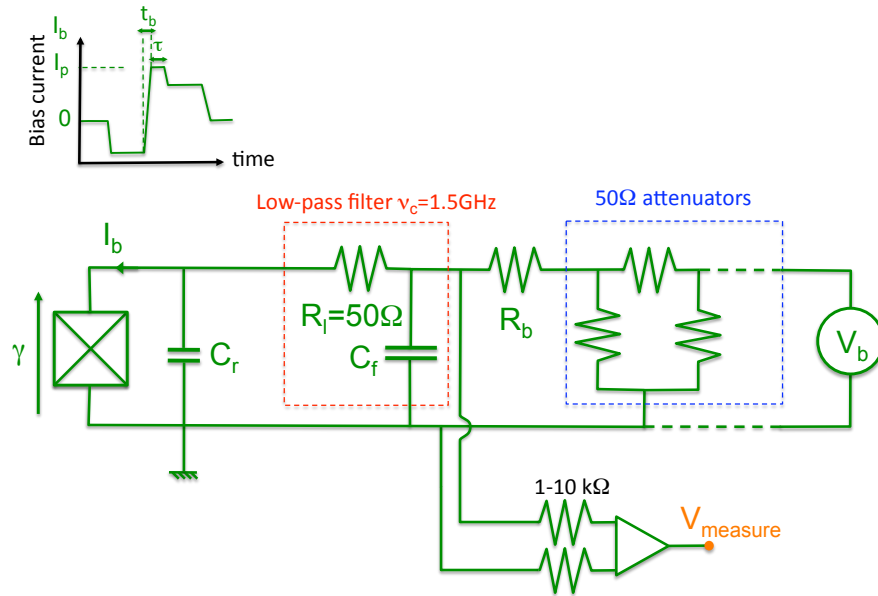 t_b
I_b
I_p
τ
0
Bias current
time
Low-pass filter ν_c=1.5GHz
50Ω attenuators
I_b
γ
C_r
R_l=50Ω
C_f
R_b
V_b
1-10 kΩ
V_measure